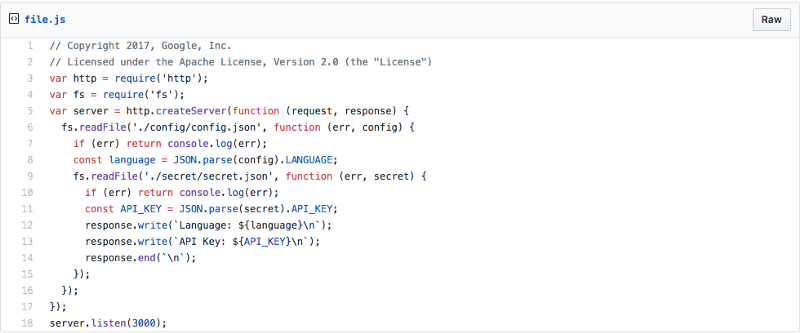 file.js
Raw
1 // Copyright 2017, Google, Inc.
2 // Licensed under the Apache License, Version 2.0 (the "License")
3 var http = require('http');
4 var fs = require('fs');
5 var server = http.createServer(function (request, response) {
6   fs.readFile('./config/config.json', function (err, config) {
7     if (err) return console.log(err);
8     const language = JSON.parse(config).LANGUAGE;
9     fs.readFile('./secret/secret.json', function (err, secret) {
10       if (err) return console.log(err);
11       const API_KEY = JSON.parse(secret).API_KEY;
12       response.write(`Language: ${language}\n`);
13       response.write(`API Key: ${API_KEY}\n`);
14       response.end(`\n`);
15     });
16   });
17 });
18 server.listen(3000);